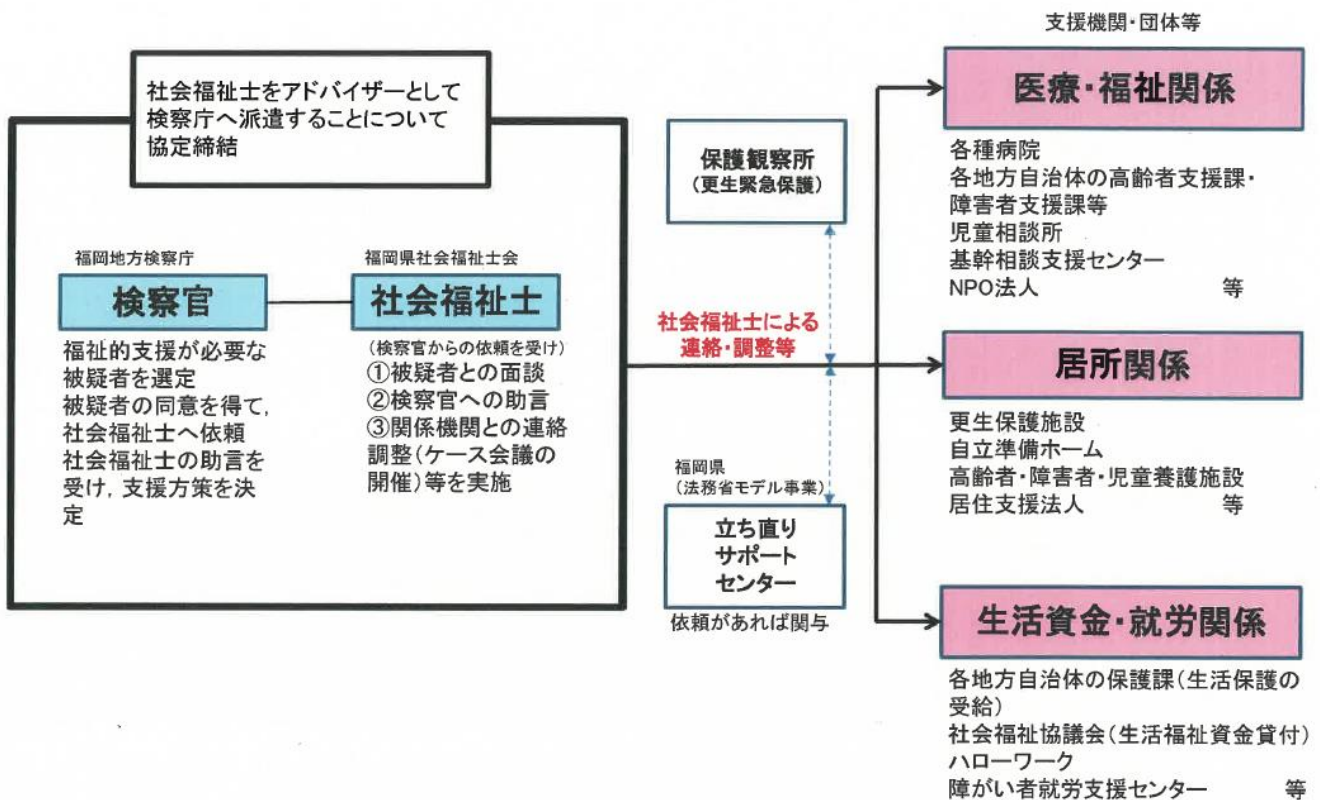 社会福祉士をアドバイザーとして
検察庁へ派遣することについて
協定締結
福岡地方検察庁
検察官
福祉的支援が必要な
被疑者を選定
被疑者の同意を得て,
社会福祉士へ依頼
社会福祉士の助言を
受け, 支援方策を決
定
福岡県社会福祉士会
社会福祉士
(検察官からの依頼を受け)
①被疑者との面談
②検察官への助言
③関係機関との連絡
調整(ケース会議の
開催)等を実施
保護観察所
(更生緊急保護)
社会福祉士による
連絡・調整等
福岡県
(法務省モデル事業)
立ち直り
サポート
センター
依頼があれば関与
支援機関・団体等
医療・福祉関係
各種病院
各地方自治体の高齢者支援課・
障害者支援課等
児童相談所
基幹相談支援センター
NPO法人 等
居所関係
更生保護施設
自立準備ホーム
高齢者・障害者・児童養護施設
居住支援法人 等
生活資金・就労関係
各地方自治体の保護課(生活保護の
受給)
社会福祉協議会(生活福祉資金貸付)
ハローワーク
障がい者就労支援センター 等